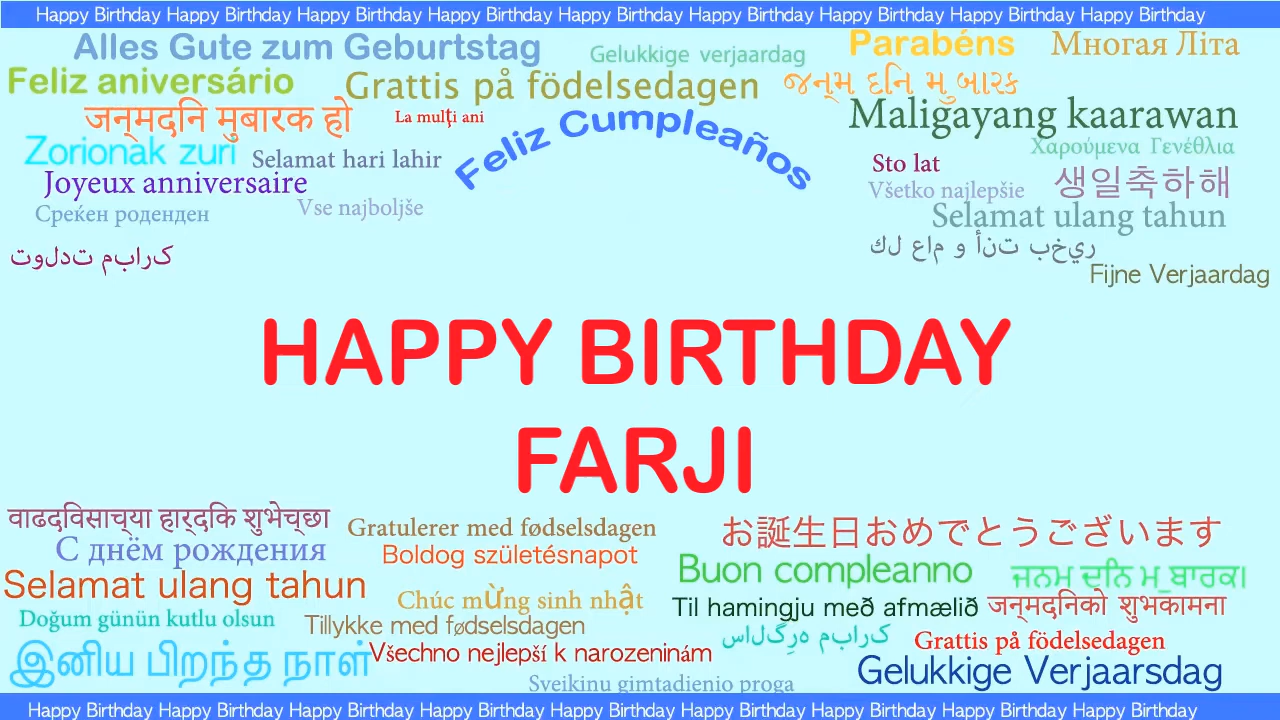 Happy Birthday Happy Birthday Happy Birthday Happy Birthday Happy Birthday Happy Birthday Happy Birthday Happy Birthday Happy Birthday
Alles Gute zum Geburtstag
Gelukkige verjaardag
Parabéns
Многая Літа
Feliz aniversário
Grattis på födelsedagen
જન્મ દિન મુબારક
जन्मदिन मुबारक हो
La mulţi ani
Feliz Cumpleaños
Maligayang kaarawan
Zorionak zuri
Selamat hari lahir
Χαρούμενα Γενέθλια
Sto lat
Joyeux anniversaire
Všetko najlepšie
생일축하해
Среќен роденден
Vse najboljše
Selamat ulang tahun
تولدت مبارک
كل عام و أنت بخير
Fijne Verjaardag
HAPPY BIRTHDAY
FARJI
वाढदिवसाच्या हार्दिक शुभेच्छा
Gratulerer med fødselsdagen
お誕生日おめでとうございます
С днём рождения
Boldog születésnapot
Buon compleanno
ਜਨਮ ਦਿਨ ਮੁਬਾਰਕ।
Selamat ulang tahun
Chúc mừng sinh nhật
Til hamingju með afmælið
जन्मदिनको शुभकामना
Doğum günün kutlu olsun
Tillykke med fødselsdagen
سالگرہ مبارک
Grattis på födelsedagen
இனிய பிறந்த நாள்
Všechno nejlepší k narozeninám
Gelukkige Verjaarsdag
Sveikinu gimtadienio proga
Happy Birthday Happy Birthday Happy Birthday Happy Birthday Happy Birthday Happy Birthday Happy Birthday Happy Birthday Happy Birthday